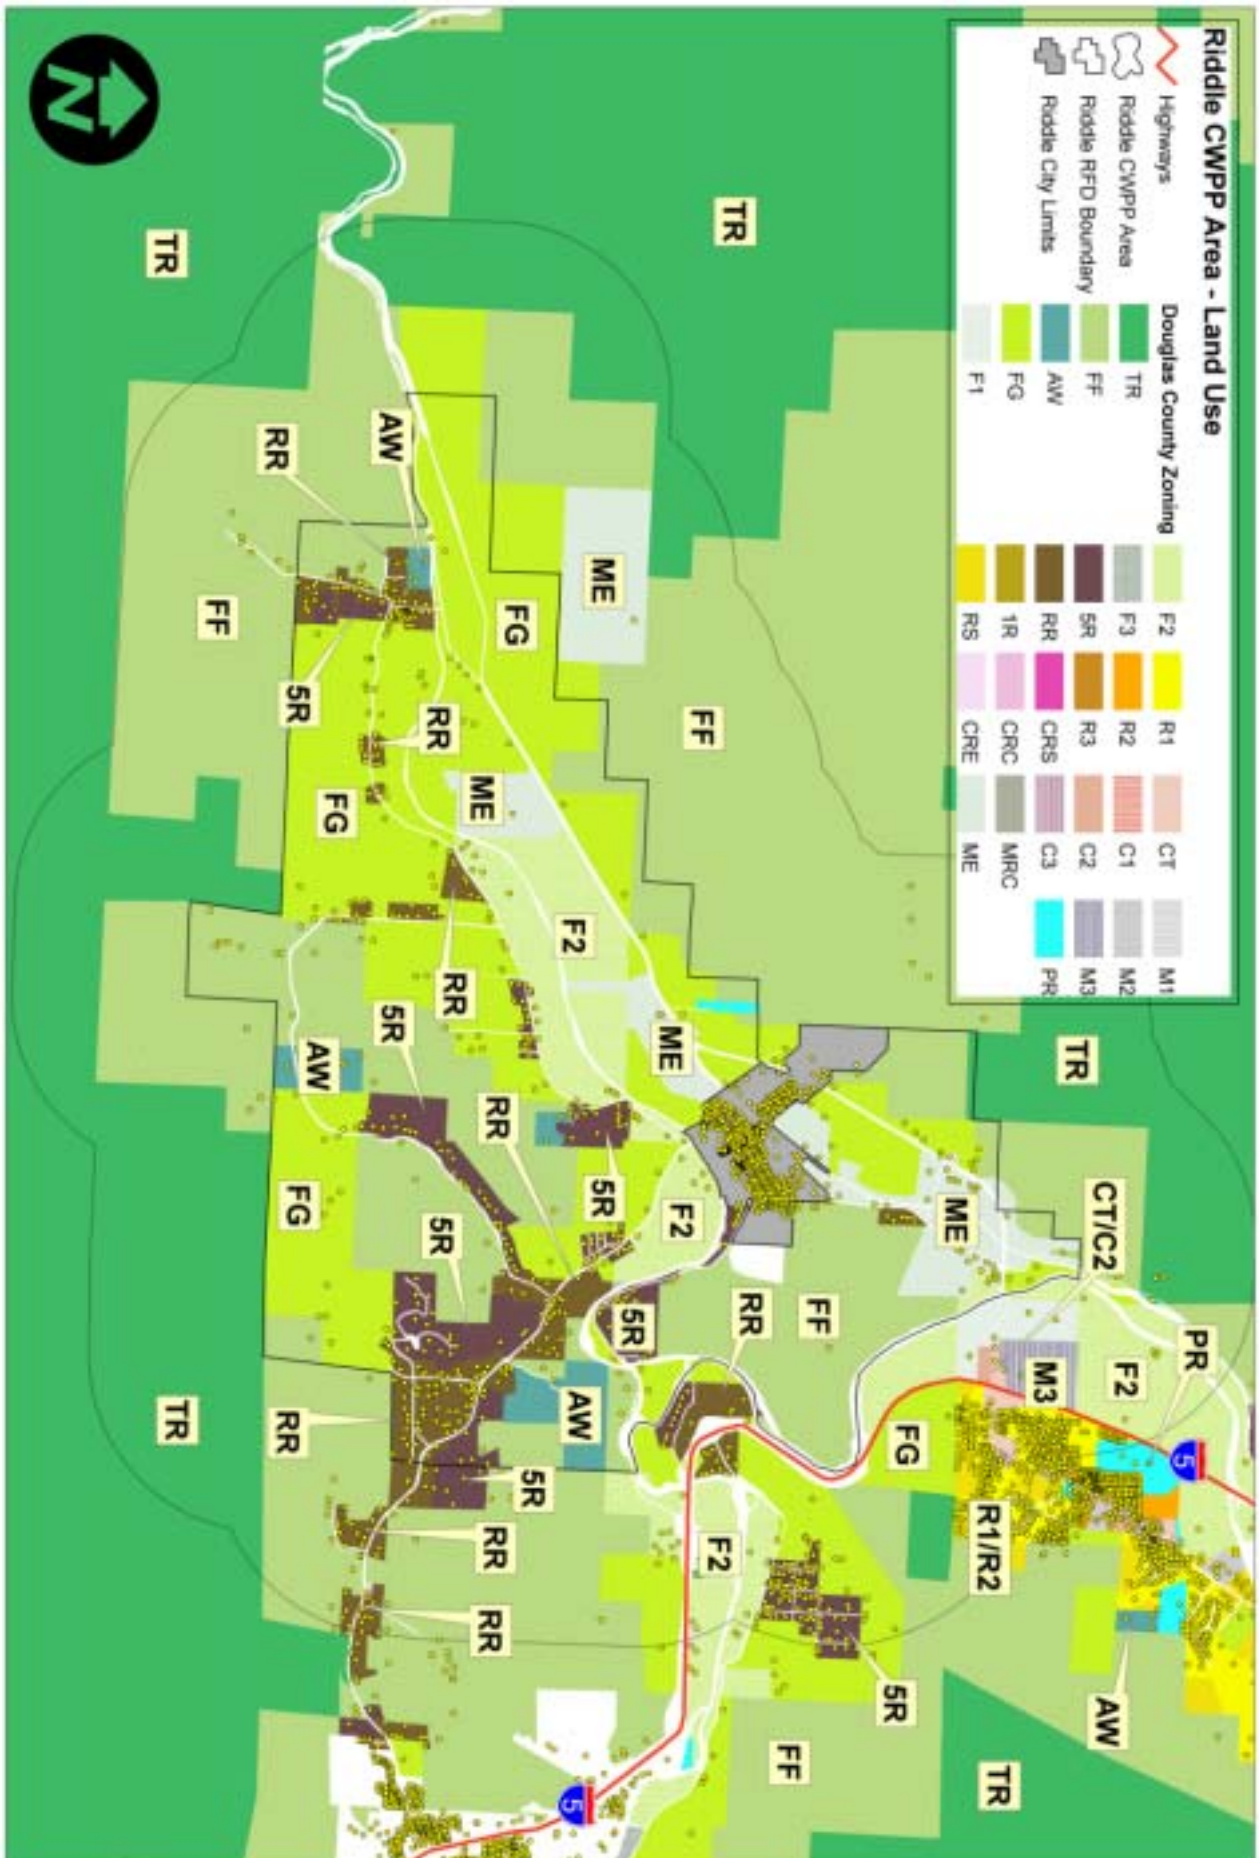 Riddle CWPP Area - Land Use
Highways
Riddle CWPP Area
Riddle RFD Boundary
Riddle City Limits
Douglas County Zoning
TR
FF
AW
FG
F1
F2
F3
5R
RR
1R
RS
R1
R2
R3
CRS
CRC
CRE
CT
C1
C2
C3
MRC
ME
M1
M2
M3
PR
PR
5
F2
CT/C2
AW
TR
M3
TR
R1/R2
ME
FG
5R
FF
FF
RR
TR
F2
FF
F2
ME
5R
5R
ME
AW
F2
5
5R
FG
RR
RR
RR
ME
RR
5R
RR
5R
AW
FG
AW
5R
FG
RR
RR
FF
TR
TR
N